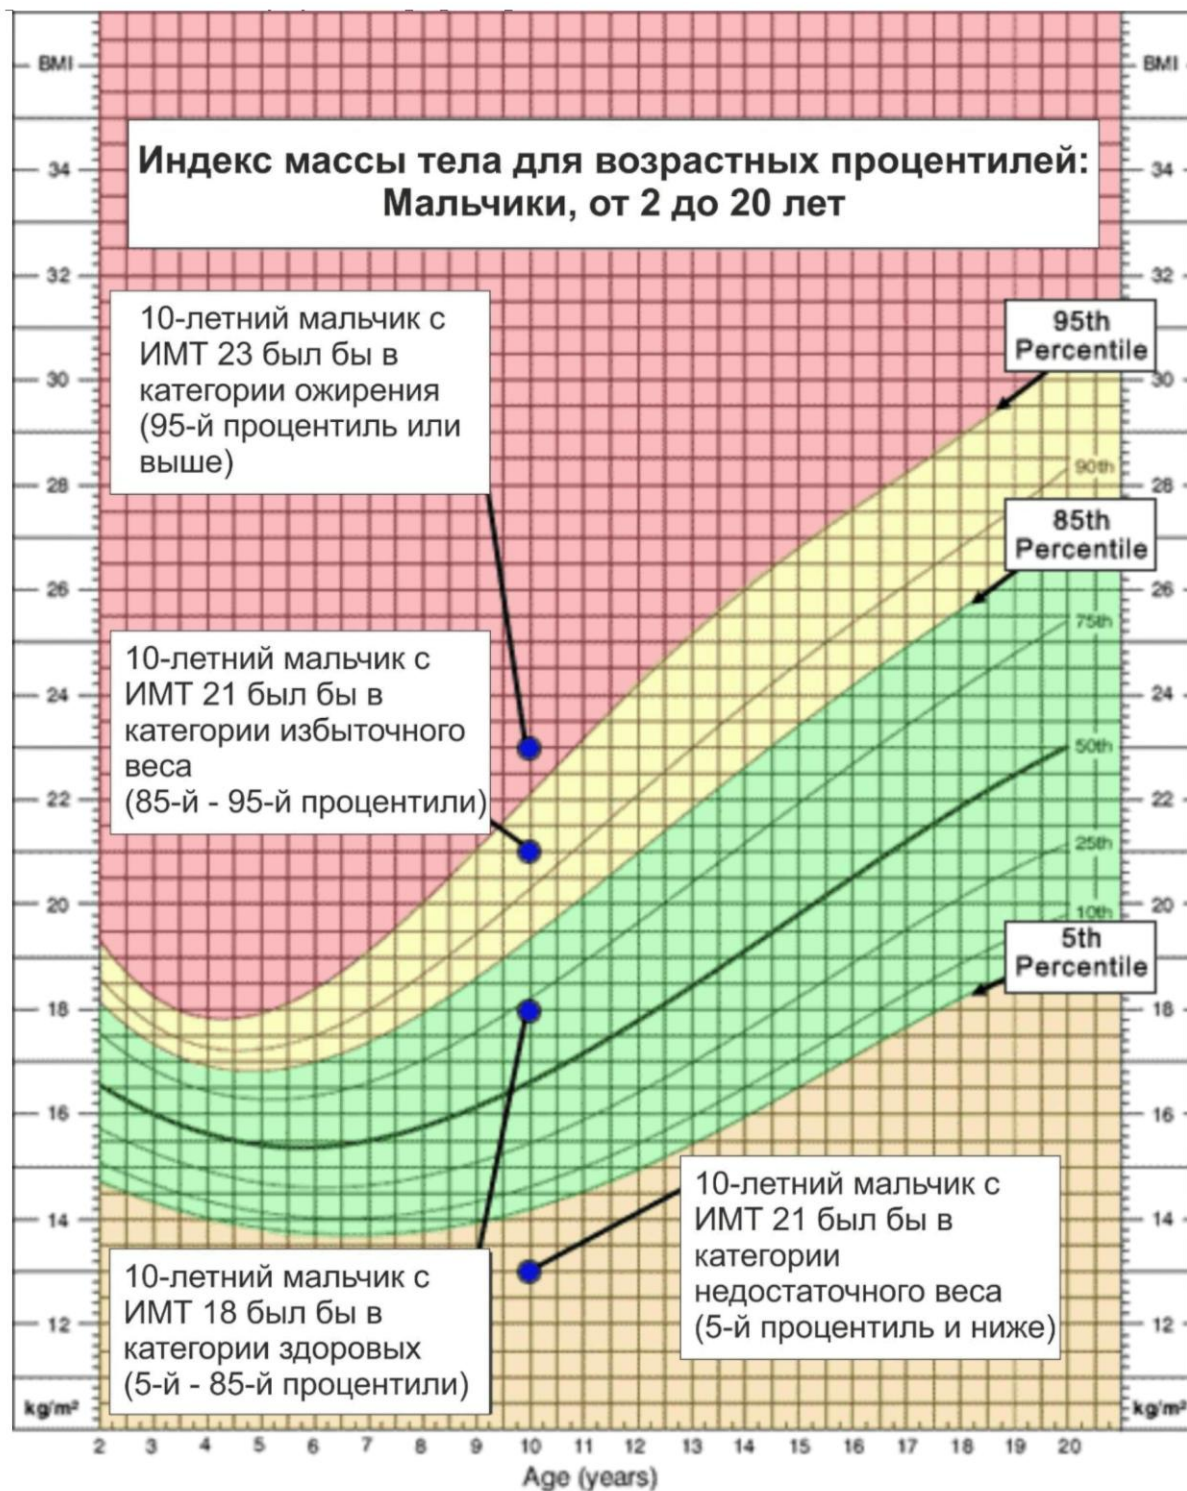 Индекс массы тела для возрастных процентилей:
Мальчики, от 2 до 20 лет
BMI
BMI
34
34
32
32
30
30
28
28
26
26
24
24
22
22
20
20
18
18
16
16
14
14
12
12
kg/m²
kg/m²
10-летний мальчик с
ИМТ 23 был бы в
категории ожирения
(95-й процентиль или
выше)
95th
Percentile
90th
85th
Percentile
75th
10-летний мальчик с
ИМТ 21 был бы в
категории избыточного
веса
(85-й - 95-й процентили)
50th
25th
10th
5th
Percentile
10-летний мальчик с
ИМТ 21 был бы в
категории
недостаточного веса
(5-й процентиль и ниже)
10-летний мальчик с
ИМТ 18 был бы в
категории здоровых
(5-й - 85-й процентили)
2 3 4 5 6 7 8 9 10 11 12 13 14 15 16 17 18 19 20
Age (years)